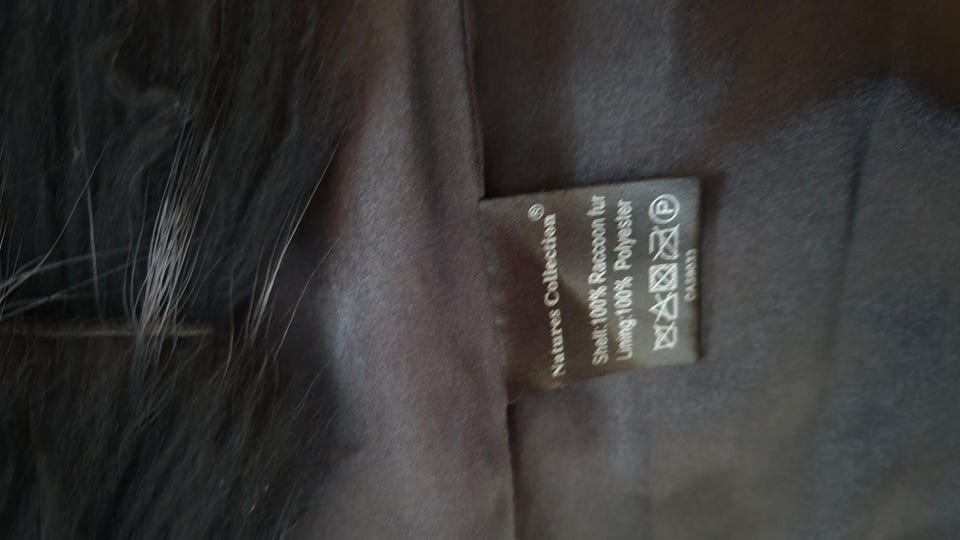 Natures Collection®
Shell:100% Raccoon fur
Lining:100% Polyester
P